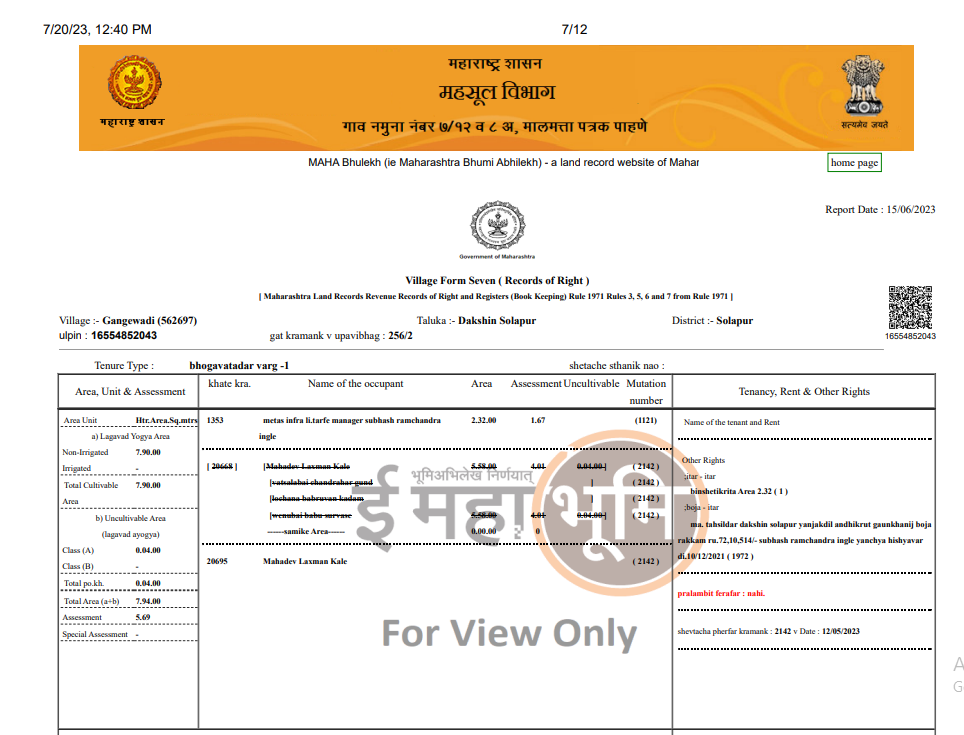 7/20/23, 12:40 PM 7/12
महाराष्ट्र शासन
महसूल विभाग
गाव नमुना नंबर ७/१२ व ८ अ, मालमत्ता पत्रक पाहणे
महाराष्ट्र शासन
सत्यमेव जयते
MAHA Bhulekh (ie Maharashtra Bhumi Abhilekh) - a land record website of Mahar
home page
Report Date : 15/06/2023
Government of Maharashtra
Village Form Seven ( Records of Right )
[ Maharashtra Land Records Revenue Records of Right and Registers (Book Keeping) Rule 1971 Rules 3, 5, 6 and 7 from Rule 1971 ]
Village :- Gangewadi (562697) Taluka :- Dakshin Solapur District :- Solapur
ulpin : 16554852043 gat kramank v upavibhag : 256/2 16554852043
Tenure Type : bhogavatadar varg -1 shetache sthanik nao :
Area, Unit & Assessment khate kra. Name of the occupant Area Assessment Uncultivable Mutation number Tenancy, Rent & Other Rights
Area Unit Htr.Area.Sq.mtrs
a) Lagavad Yogya Area
Non-Irrigated 7.90.00
Irrigated -
Total Cultivable Area 7.90.00
b) Uncultivable Area
(lagavad ayogya)
Class (A) 0.04.00
Class (B) -
Total po.kh. 0.04.00
Total Area (a+b) 7.94.00
Assessment 5.69
Special Assessment -
1353 metas infra li.tarfe manager subhash ramchandra 2.32.00 1.67 (1121)
ingle
[ 20668 ] [Mahadev Laxman Kale 5.58.00 4.01 0.04.00 ] ( 2142 )
[vatsalabai chandrahar gund ] ( 2142 )
[lochana babruvan kadam ] ( 2142 )
[wenubai babu survase 5.58.00 4.01 0.04.00 ] ( 2142 )
------samike Area------ 0.00.00 0
20695 Mahadev Laxman Kale ( 2142 )
Name of the tenant and Rent
Other Rights
;itar - itar
binshetikrita Area 2.32 ( 1 )
;boja - itar
ma. tahsildar dakshin solapur yanjakdil andhikrut gaunkhanij boja
rakkam ru.72,10,514/- subhash ramchandra ingle yanchya hishyavar
di.10/12/2021 ( 1972 )
pralambit ferafar : nahi.
shevtacha pherfar kramank : 2142 v Date : 12/05/2023
भूमिअभिलेख निर्णयात्
ई महाभूमि
For View Only
A
G